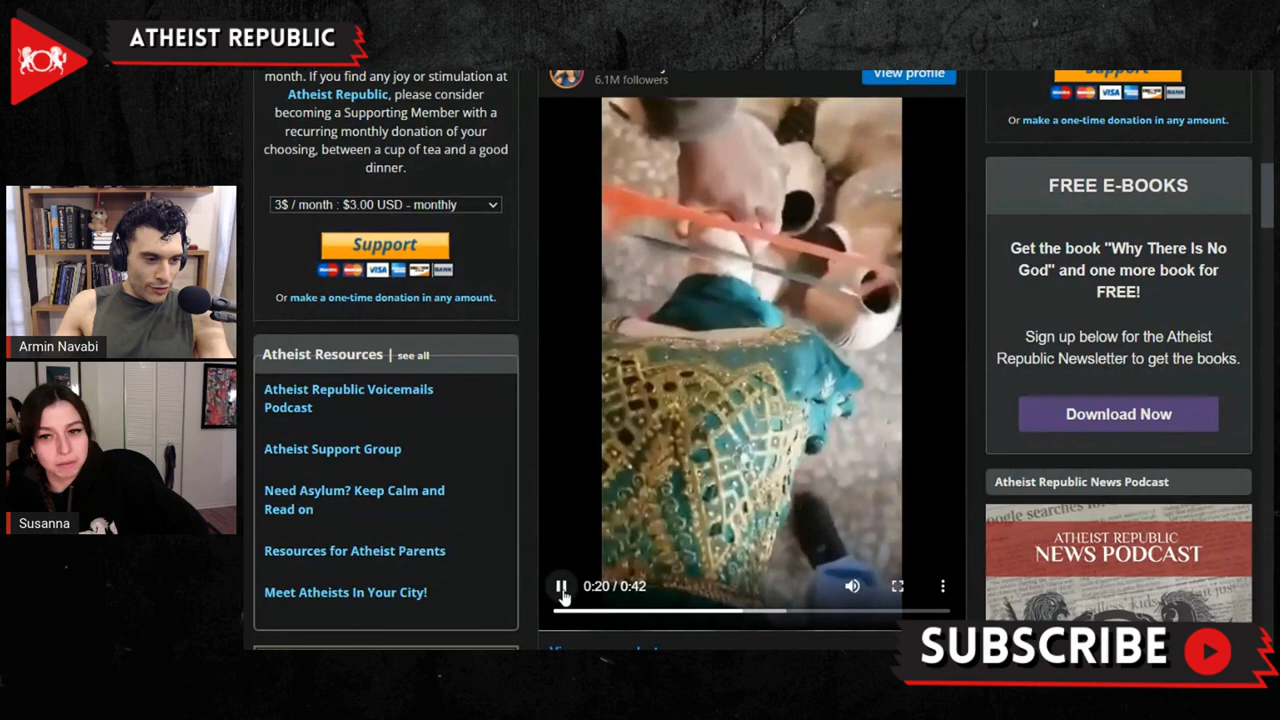 ATHEIST REPUBLIC
month. If you find any joy or stimulation at
Atheist Republic, please consider
becoming a Supporting Member with a
recurring monthly donation of your
choosing, between a cup of tea and a good
dinner.
3$ / month : $3.00 USD - monthly
Support
VISA
BANK
Or make a one-time donation in any amount.
Atheist Resources | see all
Atheist Republic Voicemails
Podcast
Atheist Support Group
Need Asylum? Keep Calm and
Read on
Resources for Atheist Parents
Meet Atheists In Your City!
Armin Navabi
Susanna
6.1M followers
View profile
0:20 / 0:42
Support
VISA
BANK
Or make a one-time donation in any amount.
FREE E-BOOKS
Get the book "Why There Is No
God" and one more book for
FREE!
Sign up below for the Atheist
Republic Newsletter to get the books.
Download Now
Atheist Republic News Podcast
ATHEIST REPUBLIC
NEWS PODCAST
SUBSCRIBE